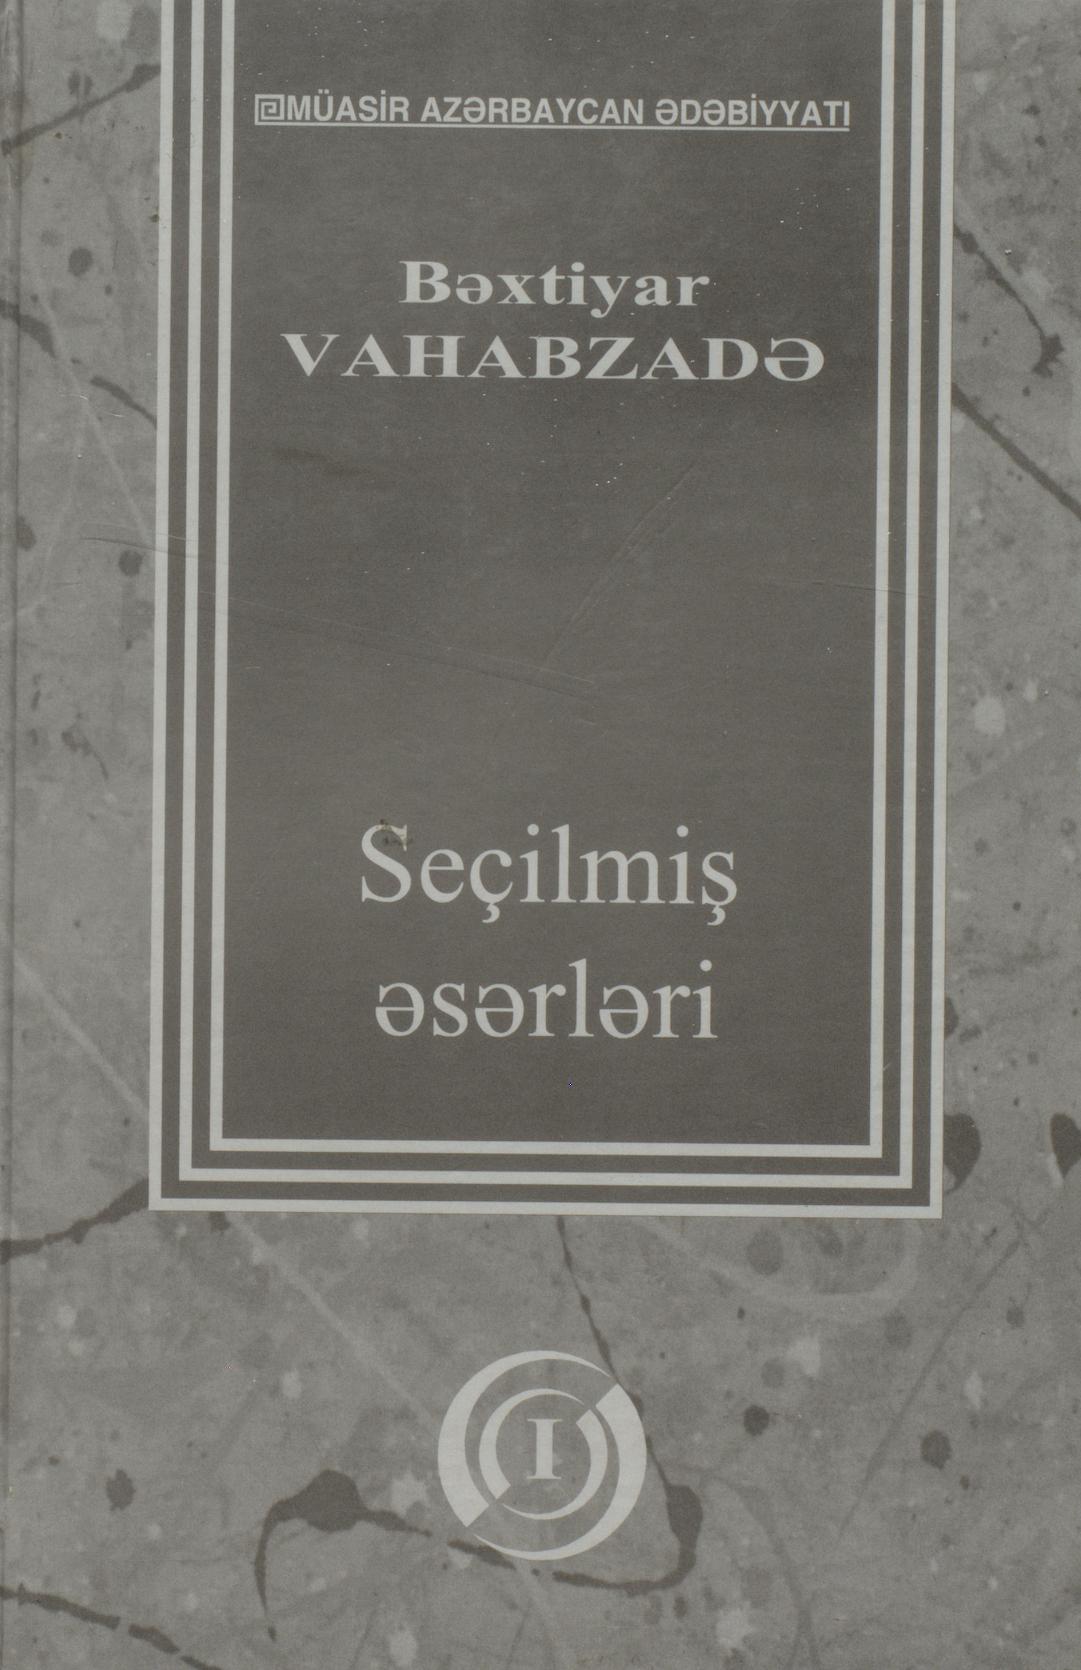 MÜASİR AZƏRBAYCAN ƏDƏBİYYATI
Bəxtiyar
VAHABZADƏ
Seçilmiş
əsərləri
I